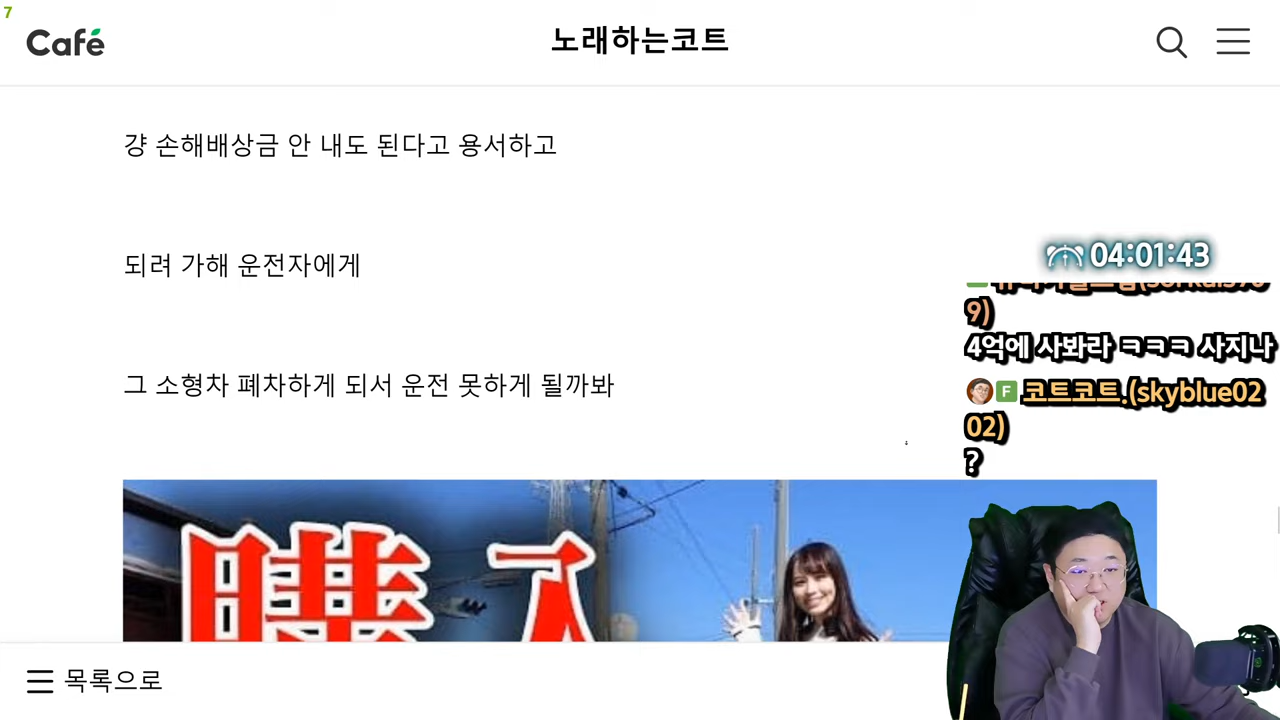 7
Café
노래하는코트
걍 손해배상금 안 내도 된다고 용서하고
되려 가해 운전자에게
04:01:43
9)
4억에 사봐라 ㅋㅋㅋ 사지나
그 소형차 폐차하게 되서 운전 못하게 될까봐
F 코트코트.(skyblue02
02)
?
購入
目록으로